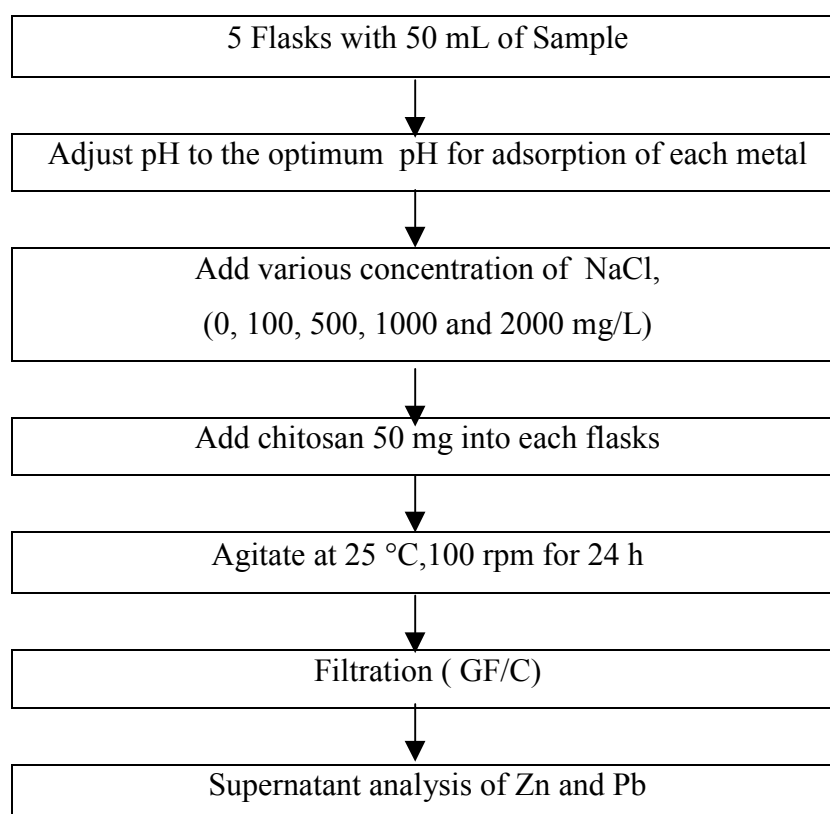 5 Flasks with 50 mL of Sample
Adjust pH to the optimum pH for adsorption of each metal
Add various concentration of NaCl,
(0, 100, 500, 1000 and 2000 mg/L)
Add chitosan 50 mg into each flasks
Agitate at 25 °C,100 rpm for 24 h
Filtration ( GF/C)
Supernatant analysis of Zn and Pb